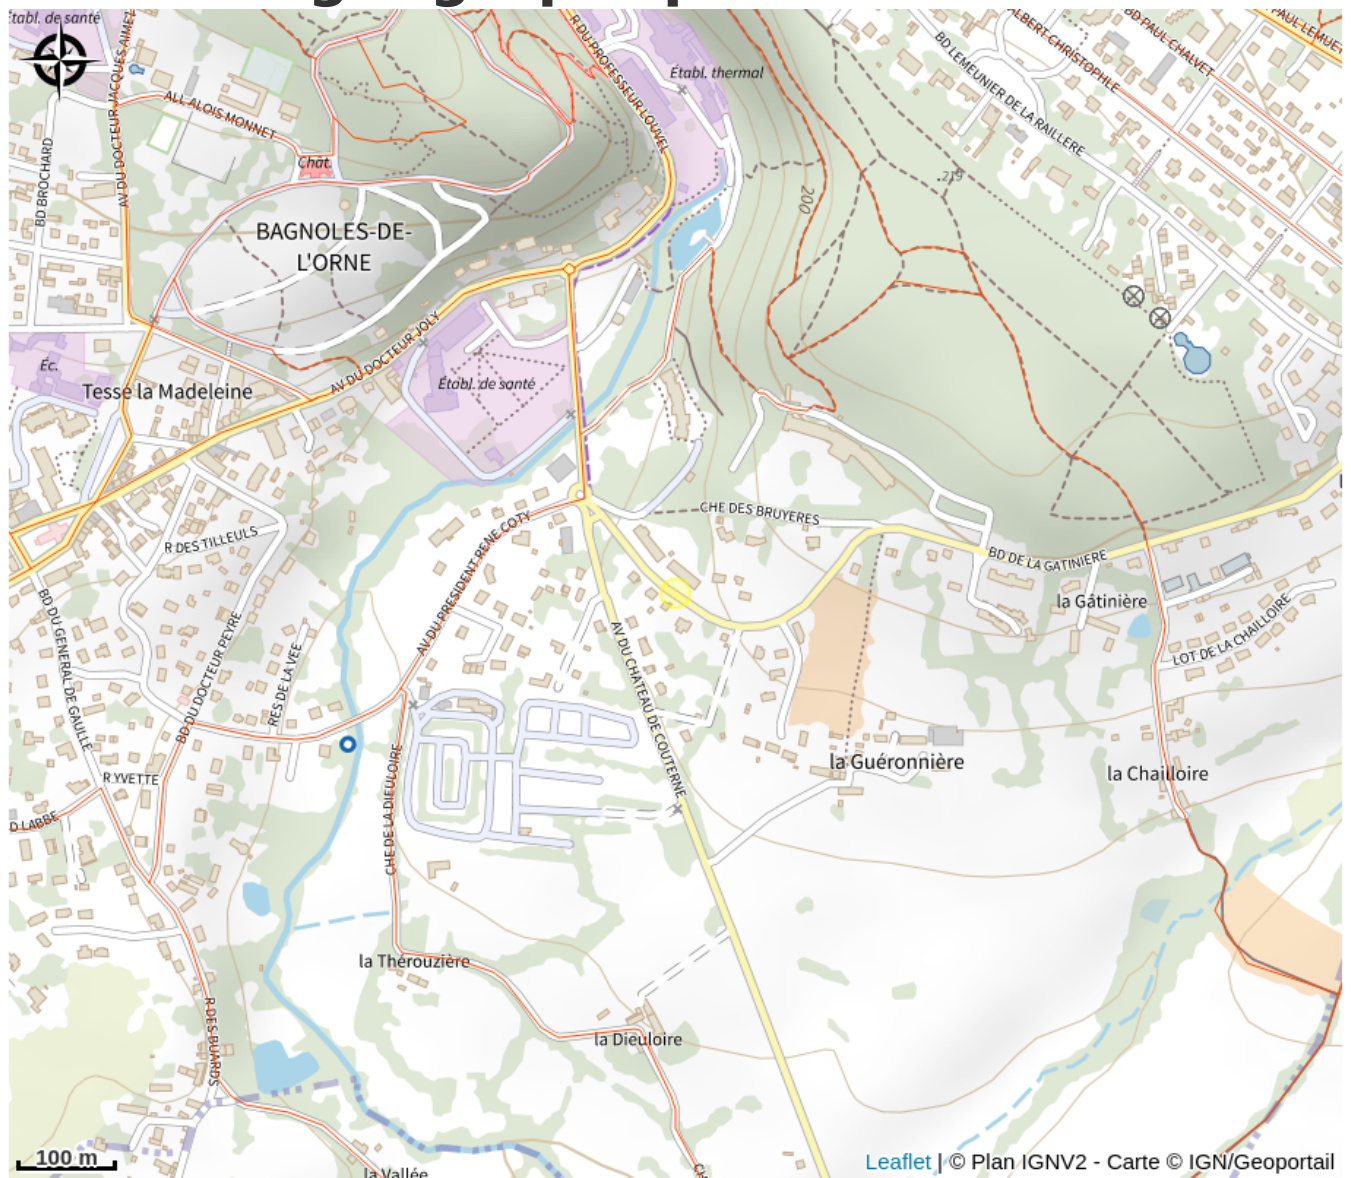 Établ. de santé
AV DU DOCTEUR JACQUES AIMEZ
R DU PROFESSEUR LOUVEL
Établ. thermal
BD LEMEUNIER DE LA RAILLERE
ALBERT CHRISTOPHLE
BD PAUL CHALVET
PAUL LEMUET
ALL ALOIS MONNET
BD BROCHARD
Chât.
219
200
BAGNOLES-DE-
L'ORNE
AV DU DOCTEUR JOLY
Éc.
Tesse la Madeleine
Établ. de santé
CHE DES BRUYERES
R DES TILLEULS
AV DU PRESIDENT RENE COTY
BD DE LA GATINIERE
la Gâtinière
LOT DE LA CHAILLOIRE
BD DU GENERAL DE GAULLE
BD DU DOCTEUR PEYRE
RES DE LA VEE
AV DU CHATEAU DE COUTERNE
la Guéronnière
la Chailloire
R YVETTE
D LABBE
CHE DE LA DIEULOIRE
la Thérouzière
R DES BUARDS
la Dieuloire
la Vallée
100 m
Leaflet | © Plan IGNV2 - Carte © IGN/Geoportail